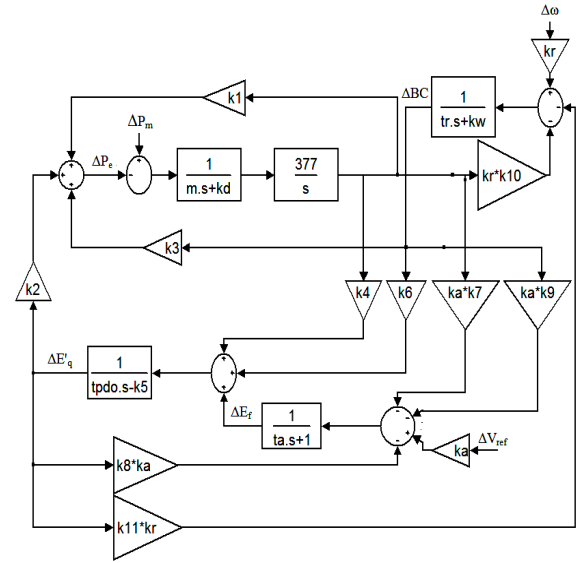 Δω
kr
k1
ΔBC
1
tr.s+kw
ΔPm
ΔPe
1
m.s+kd
377
s
kr*k10
k3
k2
k4
k6
ka*k7
ka*k9
ΔE'q
1
tpdo.s-k5
ΔEf
1
ta.s+1
ka
ΔVref
k8*ka
k11*kr